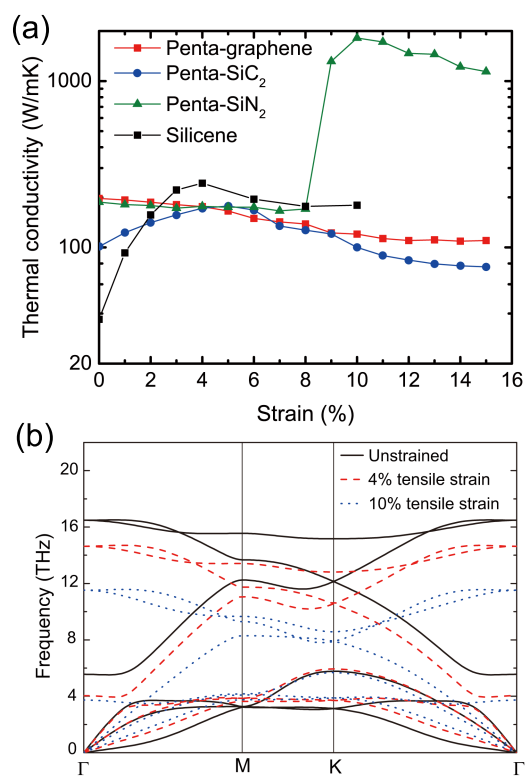 (a)
Thermal conductivity (W/mK)
1000
100
20
Penta-graphene
Penta-SiC₂
Penta-SiN₂
Silicene
0 2 4 6 8 10 12 14 16
Strain (%)
(b)
Frequency (THz)
20
16
12
8
4
0
Unstrained
4% tensile strain
10% tensile strain
Γ M K Γ